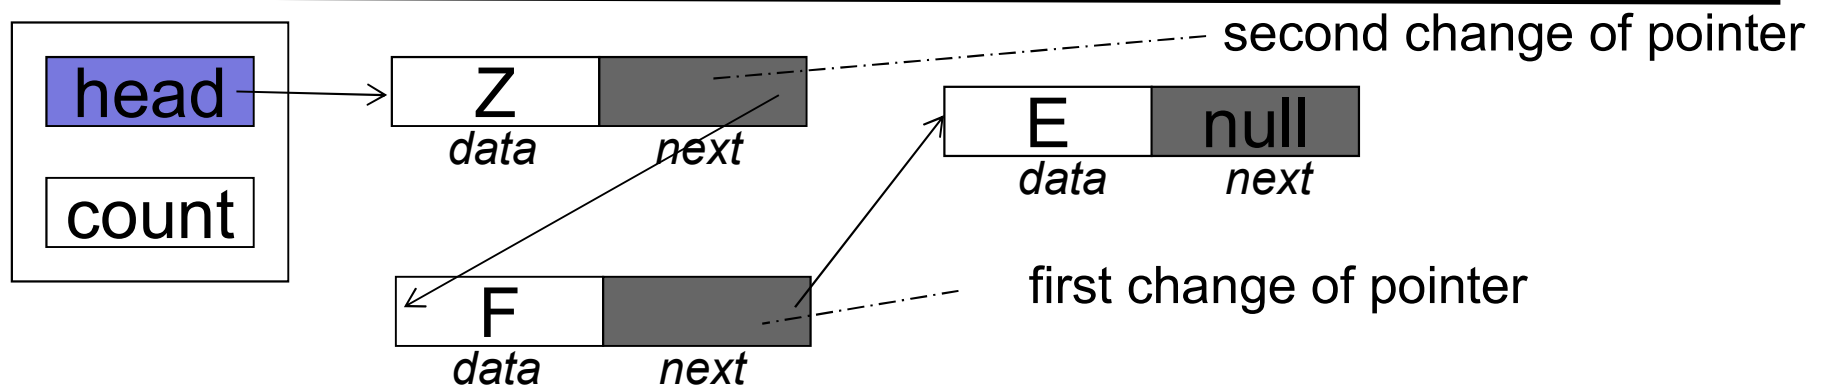 second change of pointer
head
Z
data
next
E
null
data
next
count
first change of pointer
F
data
next